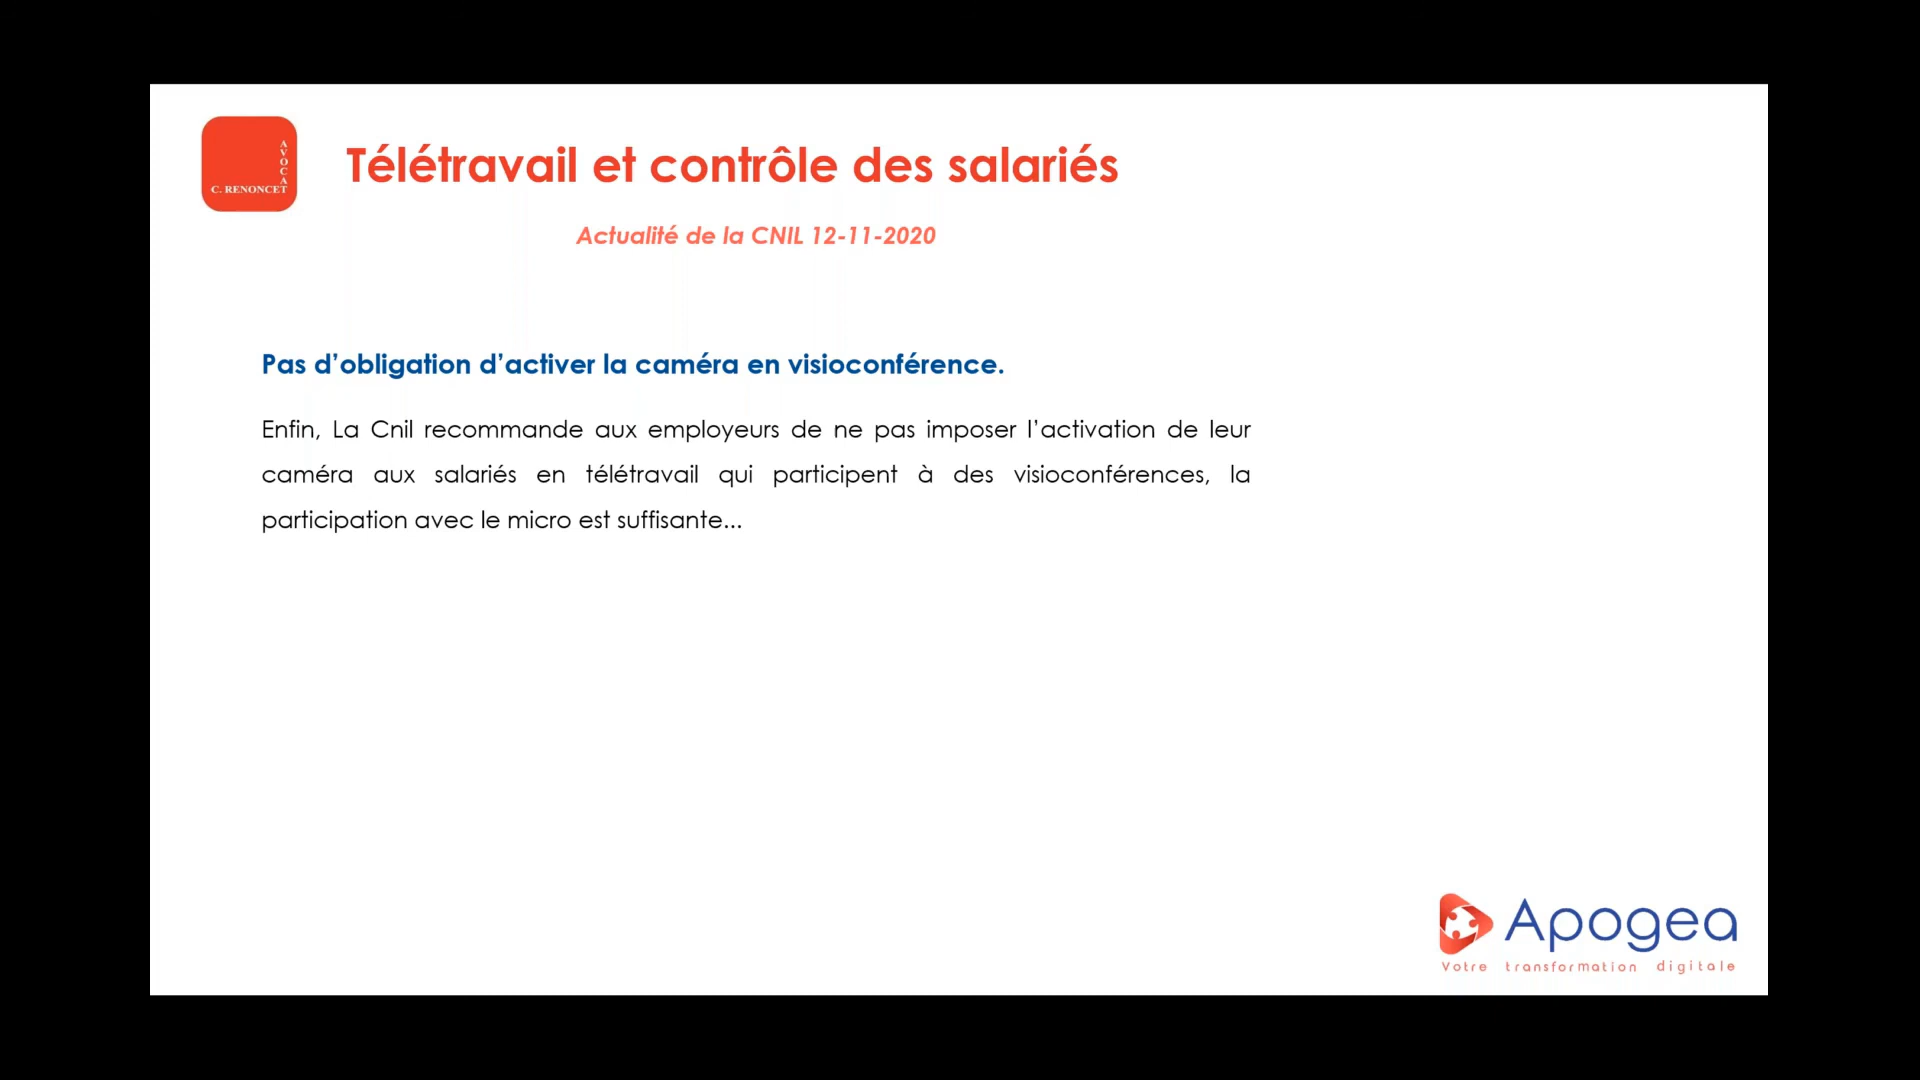 AVOCAT
C. RENONCET
Télétravail et contrôle des salariés
Actualité de la CNIL 12-11-2020
Pas d’obligation d’activer la caméra en visioconférence.
Enfin, La Cnil recommande aux employeurs de ne pas imposer l’activation de leur
caméra aux salariés en télétravail qui participent à des visioconférences, la
participation avec le micro est suffisante...
Apogea
Votre transformation digitale